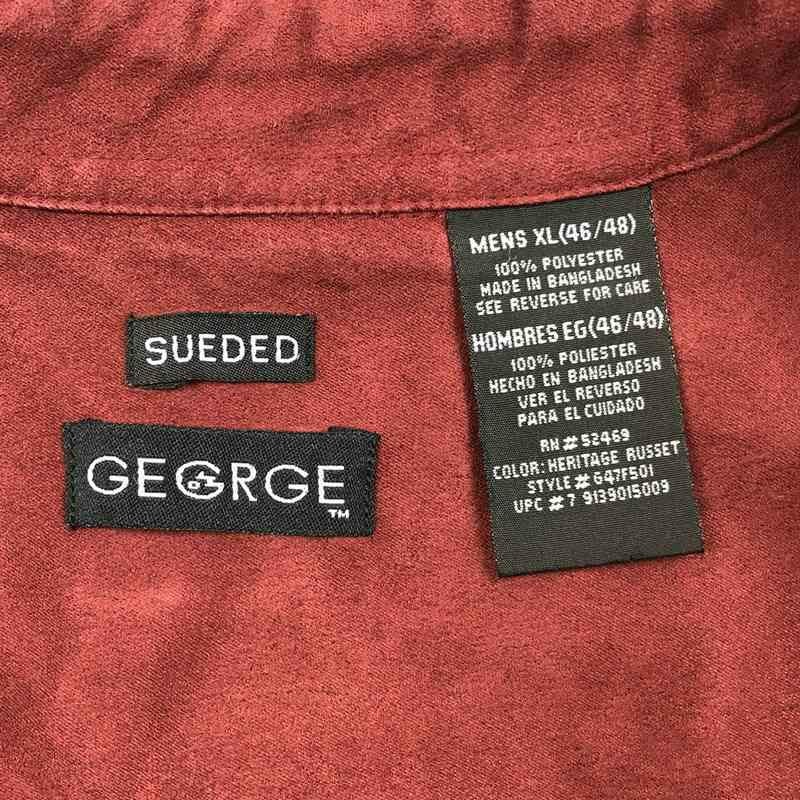 SUEDED
GEORGE
TM
MENS XL(46/48)
100% POLYESTER
MADE IN BANGLADESH
SEE REVERSE FOR CARE
HOMBRES EG(46/48)
100% POLIESTER
HECHO EN BANGLADESH
VER EL REVERSO
PARA EL CUIDADO
RN# 52469
COLOR: HERITAGE RUSSET
STYLE# G47F501
UPC # 7 9139015009